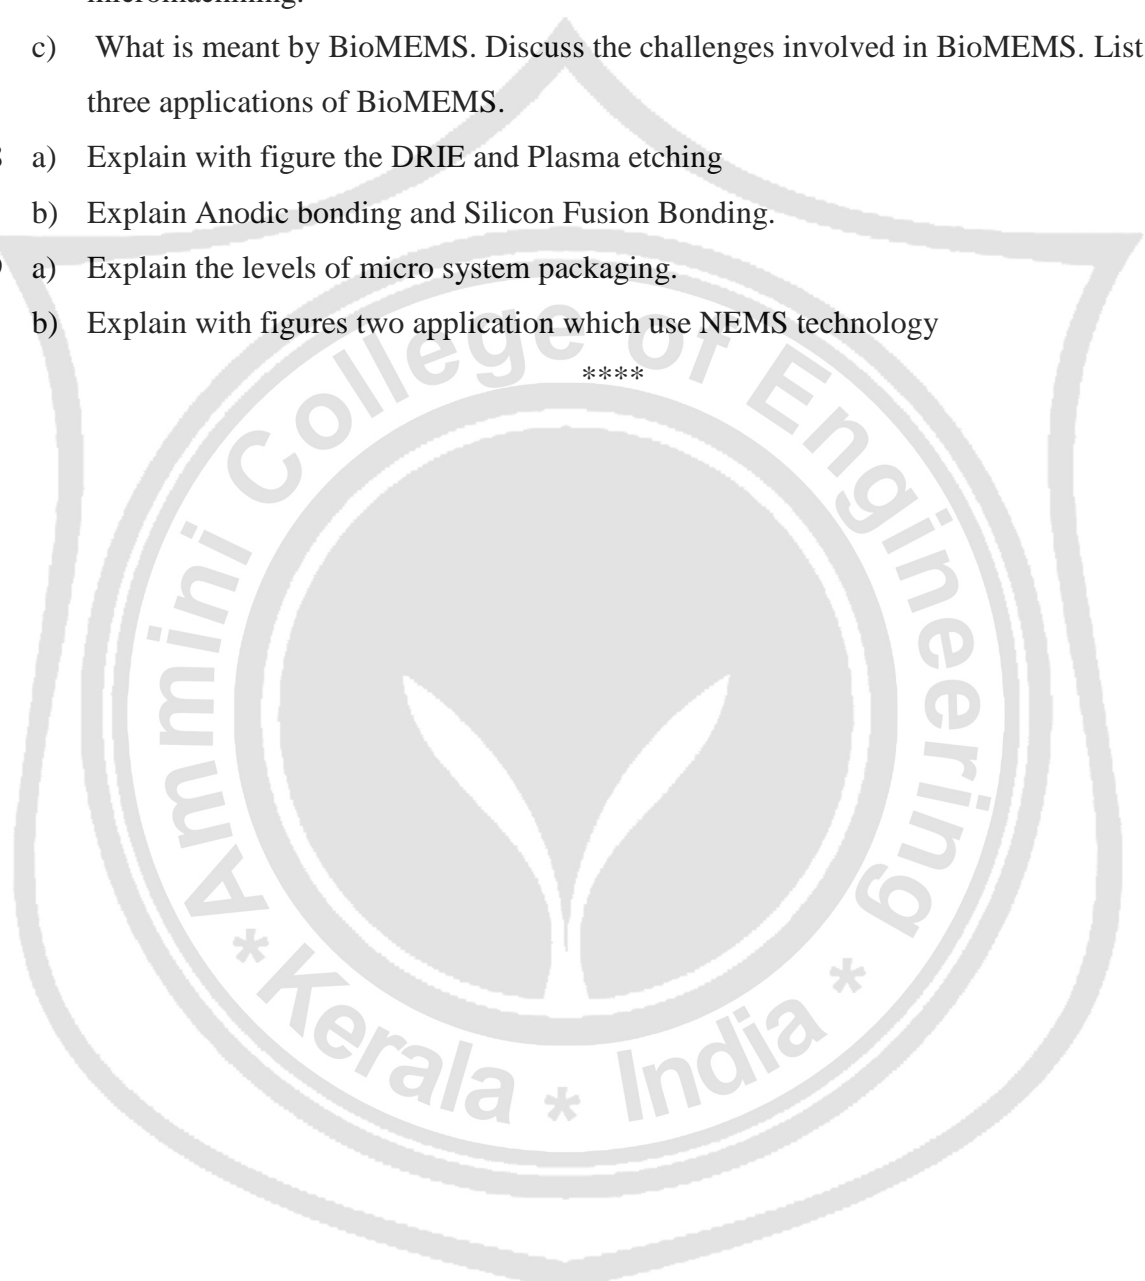 micromachining.
c) What is meant by BioMEMS. Discuss the challenges involved in BioMEMS. List
three applications of BioMEMS.
a) Explain with figure the DRIE and Plasma etching
b) Explain Anodic bonding and Silicon Fusion Bonding.
a) Explain the levels of micro system packaging.
b) Explain with figures two application which use NEMS technology
****
Ammini College of Engineering
* Kerala * India *